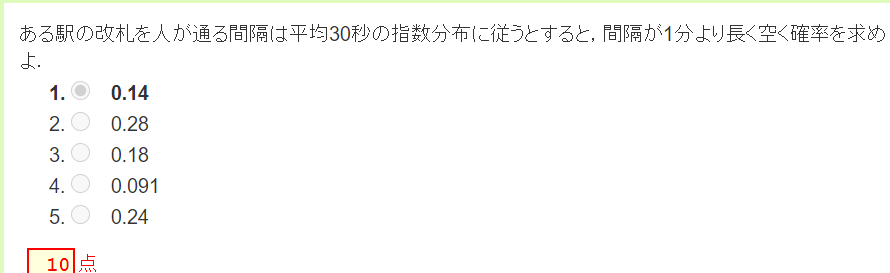 ある駅の改札を人が通る間隔は平均30秒の指数分布に従うとすると, 間隔が1分より長く空く確率を求め
よ.
1. 0.14
2. 0.28
3. 0.18
4. 0.091
5. 0.24
10 点